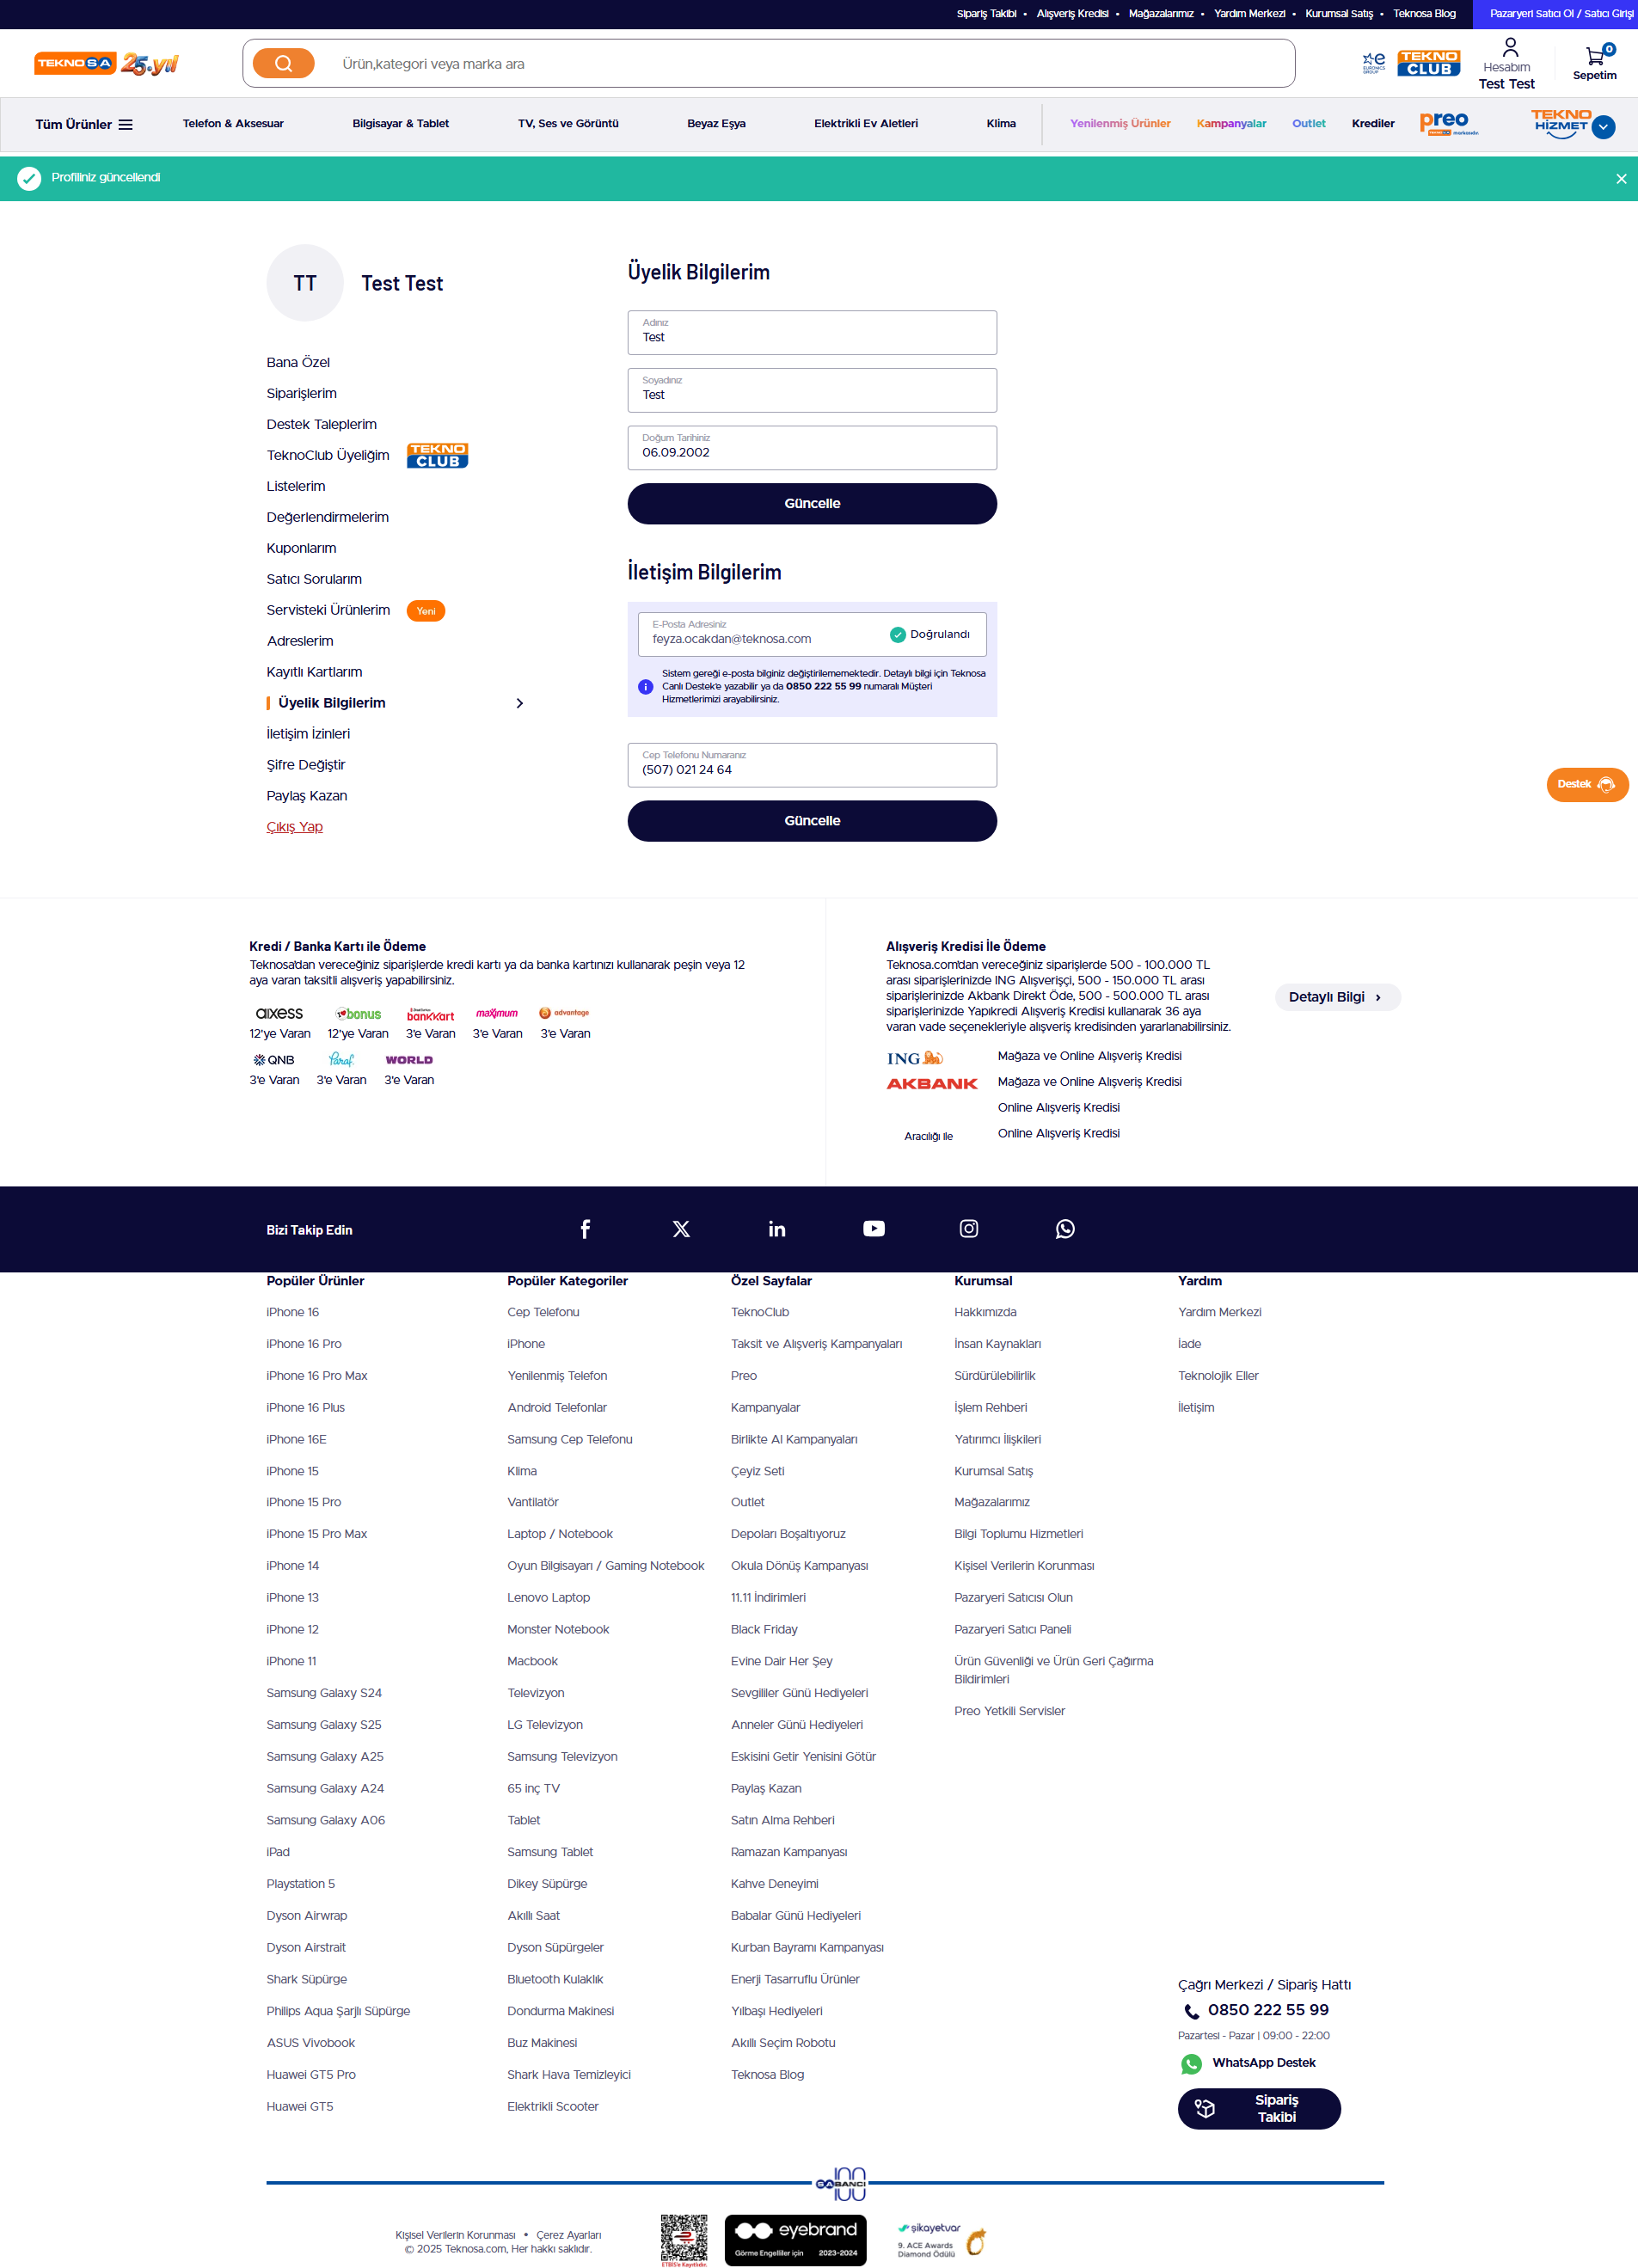 Sipariş Takibi • Alışveriş Kredisi • Mağazalarımız • Yardım Merkezi • Kurumsal Satış • Teknosa Blog Pazaryeri Satıcı Ol / Satıcı Girişi
TEKNOSA 25.yıl
Ürün,kategori veya marka ara
EURONICS GROUP
TEKNO CLUB
Hesabım
Test Test
0
Sepetim
Tüm Ürünler
Telefon & Aksesuar
Bilgisayar & Tablet
TV, Ses ve Görüntü
Beyaz Eşya
Elektrikli Ev Aletleri
Klima
Yenilenmiş Ürünler
Kampanyalar
Outlet
Krediler
preo
TEKNOSA markasıdır.
TEKNO
HİZMET
Profiliniz güncellendi
TT
Test Test
Bana Özel
Siparişlerim
Destek Taleplerim
TeknoClub Üyeliğim TEKNO CLUB
Listelerim
Değerlendirmelerim
Kuponlarım
Satıcı Sorularım
Servisteki Ürünlerim Yeni
Adreslerim
Kayıtlı Kartlarım
Üyelik Bilgilerim
İletişim İzinleri
Şifre Değiştir
Paylaş Kazan
Çıkış Yap
Üyelik Bilgilerim
Adınız
Test
Soyadınız
Test
Doğum Tarihiniz
06.09.2002
Güncelle
İletişim Bilgilerim
E-Posta Adresiniz
feyza.ocakdan@teknosa.com
Doğrulandı
Sistem gereği e-posta bilginiz değiştirilememektedir. Detaylı bilgi için Teknosa
Canlı Destek'e yazabilir ya da 0850 222 55 99 numaralı Müşteri
Hizmetlerimizi arayabilirsiniz.
Cep Telefonu Numaranız
(507) 021 24 64
Güncelle
Destek
Kredi / Banka Kartı ile Ödeme
Teknosa'dan vereceğiniz siparişlerde kredi kartı ya da banka kartınızı kullanarak peşin veya 12
aya varan taksitli alışveriş yapabilirsiniz.
axess bonus bankkart maximum advantage
12'ye Varan 12'ye Varan 3'e Varan 3'e Varan 3'e Varan
QNB Paraf WORLD
3'e Varan 3'e Varan 3'e Varan
Alışveriş Kredisi İle Ödeme
Teknosa.com'dan vereceğiniz siparişlerde 500 - 100.000 TL
arası siparişlerinizde ING Alışverişçi, 500 - 150.000 TL arası
siparişlerinizde Akbank Direkt Öde, 500 - 500.000 TL arası
siparişlerinizde Yapıkredi Alışveriş Kredisi kullanarak 36 aya
varan vade seçenekleriyle alışveriş kredisinden yararlanabilirsiniz.
Detaylı Bilgi
ING Mağaza ve Online Alışveriş Kredisi
AKBANK Mağaza ve Online Alışveriş Kredisi
Online Alışveriş Kredisi
Aracılığı ile Online Alışveriş Kredisi
Bizi Takip Edin
Popüler Ürünler
iPhone 16
iPhone 16 Pro
iPhone 16 Pro Max
iPhone 16 Plus
iPhone 16E
iPhone 15
iPhone 15 Pro
iPhone 15 Pro Max
iPhone 14
iPhone 13
iPhone 12
iPhone 11
Samsung Galaxy S24
Samsung Galaxy S25
Samsung Galaxy A25
Samsung Galaxy A24
Samsung Galaxy A06
iPad
Playstation 5
Dyson Airwrap
Dyson Airstrait
Shark Süpürge
Philips Aqua Şarjlı Süpürge
ASUS Vivobook
Huawei GT5 Pro
Huawei GT5
Popüler Kategoriler
Cep Telefonu
iPhone
Yenilenmiş Telefon
Android Telefonlar
Samsung Cep Telefonu
Klima
Vantilatör
Laptop / Notebook
Oyun Bilgisayarı / Gaming Notebook
Lenovo Laptop
Monster Notebook
Macbook
Televizyon
LG Televizyon
Samsung Televizyon
65 inç TV
Tablet
Samsung Tablet
Dikey Süpürge
Akıllı Saat
Dyson Süpürgeler
Bluetooth Kulaklık
Dondurma Makinesi
Buz Makinesi
Shark Hava Temizleyici
Elektrikli Scooter
Özel Sayfalar
TeknoClub
Taksit ve Alışveriş Kampanyaları
Preo
Kampanyalar
Birlikte Al Kampanyaları
Çeyiz Seti
Outlet
Depoları Boşaltıyoruz
Okula Dönüş Kampanyası
11.11 İndirimleri
Black Friday
Evine Dair Her Şey
Sevgililer Günü Hediyeleri
Anneler Günü Hediyeleri
Eskisini Getir Yenisini Götür
Paylaş Kazan
Satın Alma Rehberi
Ramazan Kampanyası
Kahve Deneyimi
Babalar Günü Hediyeleri
Kurban Bayramı Kampanyası
Enerji Tasarruflu Ürünler
Yılbaşı Hediyeleri
Akıllı Seçim Robotu
Teknosa Blog
Kurumsal
Hakkımızda
İnsan Kaynakları
Sürdürülebilirlik
İşlem Rehberi
Yatırımcı İlişkileri
Kurumsal Satış
Mağazalarımız
Bilgi Toplumu Hizmetleri
Kişisel Verilerin Korunması
Pazaryeri Satıcısı Olun
Pazaryeri Satıcı Paneli
Ürün Güvenliği ve Ürün Geri Çağırma
Bildirimleri
Preo Yetkili Servisler
Yardım
Yardım Merkezi
İade
Teknolojik Eller
İletişim
Çağrı Merkezi / Sipariş Hattı
0850 222 55 99
Pazartesi - Pazar | 09:00 - 22:00
WhatsApp Destek
Sipariş
Takibi
SABANCI 100
Kişisel Verilerin Korunması • Çerez Ayarları
© 2025 Teknosa.com, Her hakkı saklıdır.
ETBİS'e Kayıtlıdır.
eyebrand
Görme Engelliler için 2023-2024
şikayetvar
9. ACE Awards
Diamond Ödülü